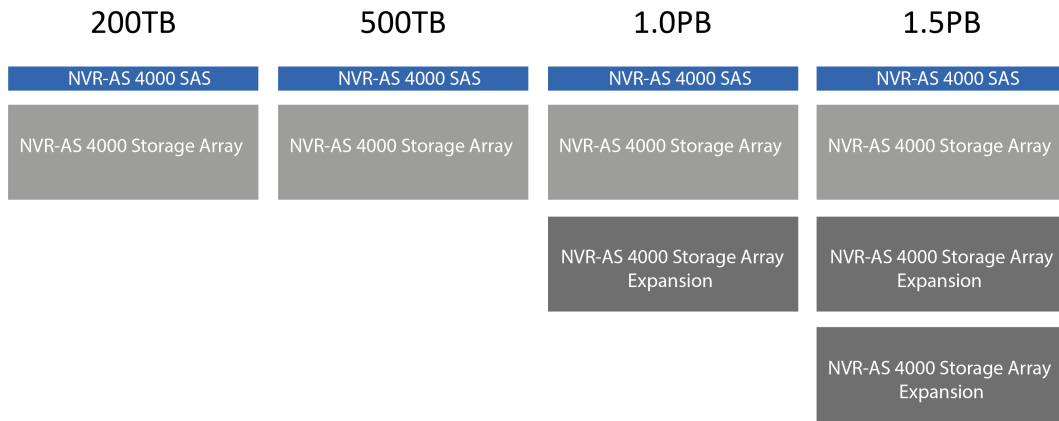 200TB
500TB
1.0PB
1.5PB
NVR-AS 4000 SAS
NVR-AS 4000 SAS
NVR-AS 4000 SAS
NVR-AS 4000 SAS
NVR-AS 4000 Storage Array
NVR-AS 4000 Storage Array
NVR-AS 4000 Storage Array
NVR-AS 4000 Storage Array
NVR-AS 4000 Storage Array
Expansion
NVR-AS 4000 Storage Array
Expansion
NVR-AS 4000 Storage Array
Expansion